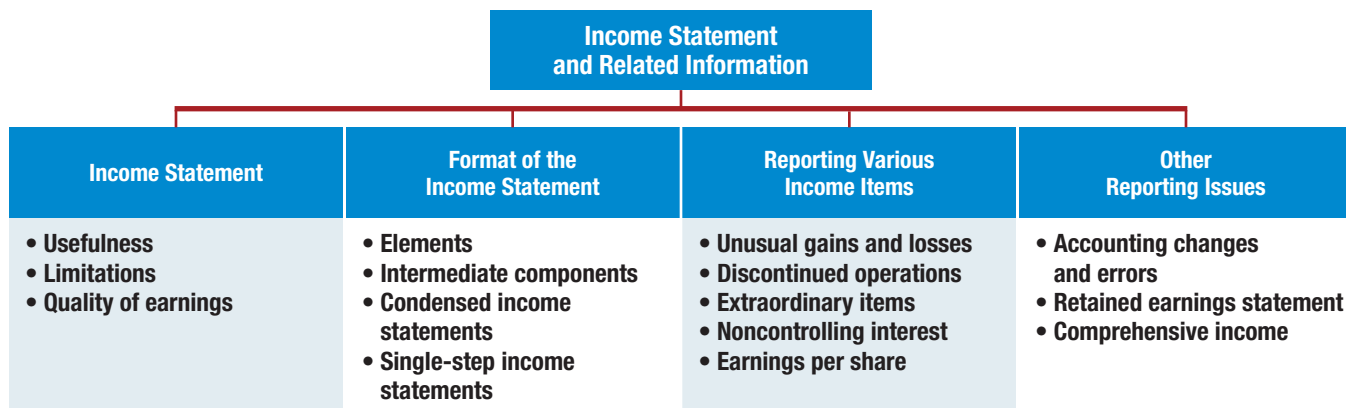 Income Statement
and Related Information
Income Statement
• Usefulness
• Limitations
• Quality of earnings
Format of the
Income Statement
• Elements
• Intermediate components
• Condensed income
statements
• Single-step income
statements
Reporting Various
Income Items
• Unusual gains and losses
• Discontinued operations
• Extraordinary items
• Noncontrolling interest
• Earnings per share
Other
Reporting Issues
• Accounting changes
and errors
• Retained earnings statement
• Comprehensive income